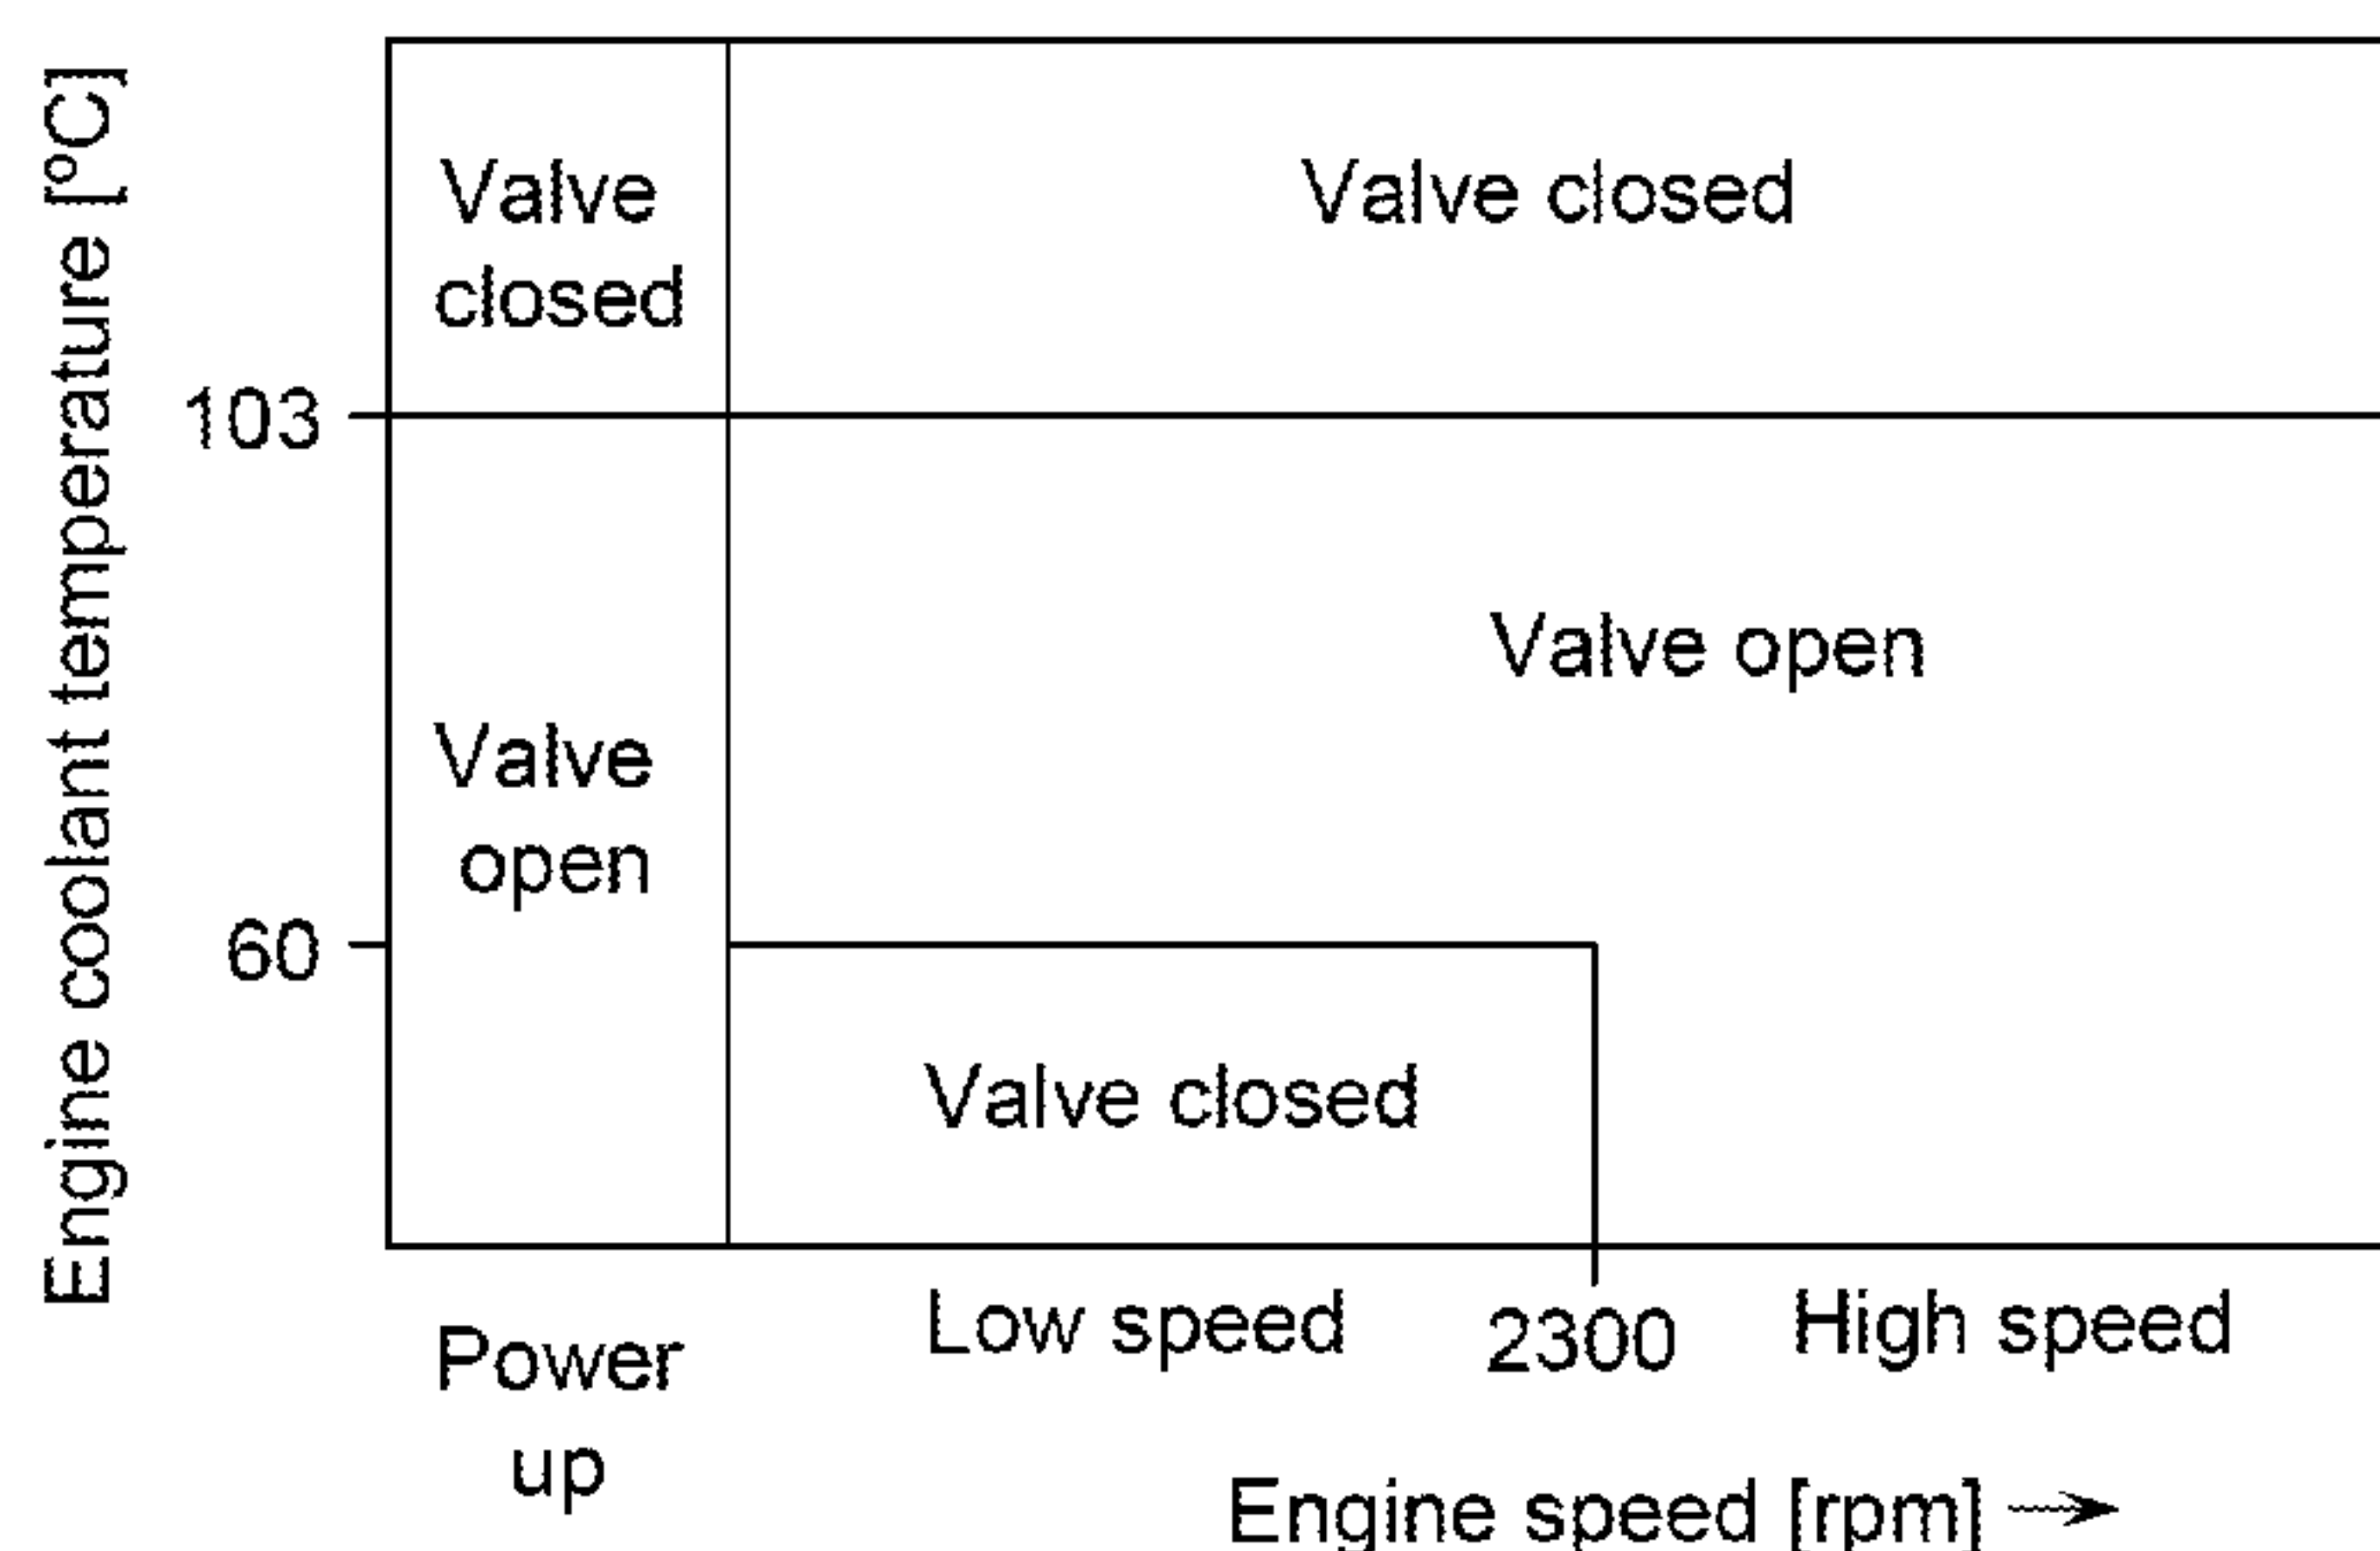 Engine coolant temperature [ºC]
Valve
closed
Valve closed
103
Valve open
Valve
open
60
Valve closed
Low speed
2300
High speed
Power
up
Engine speed [rpm]